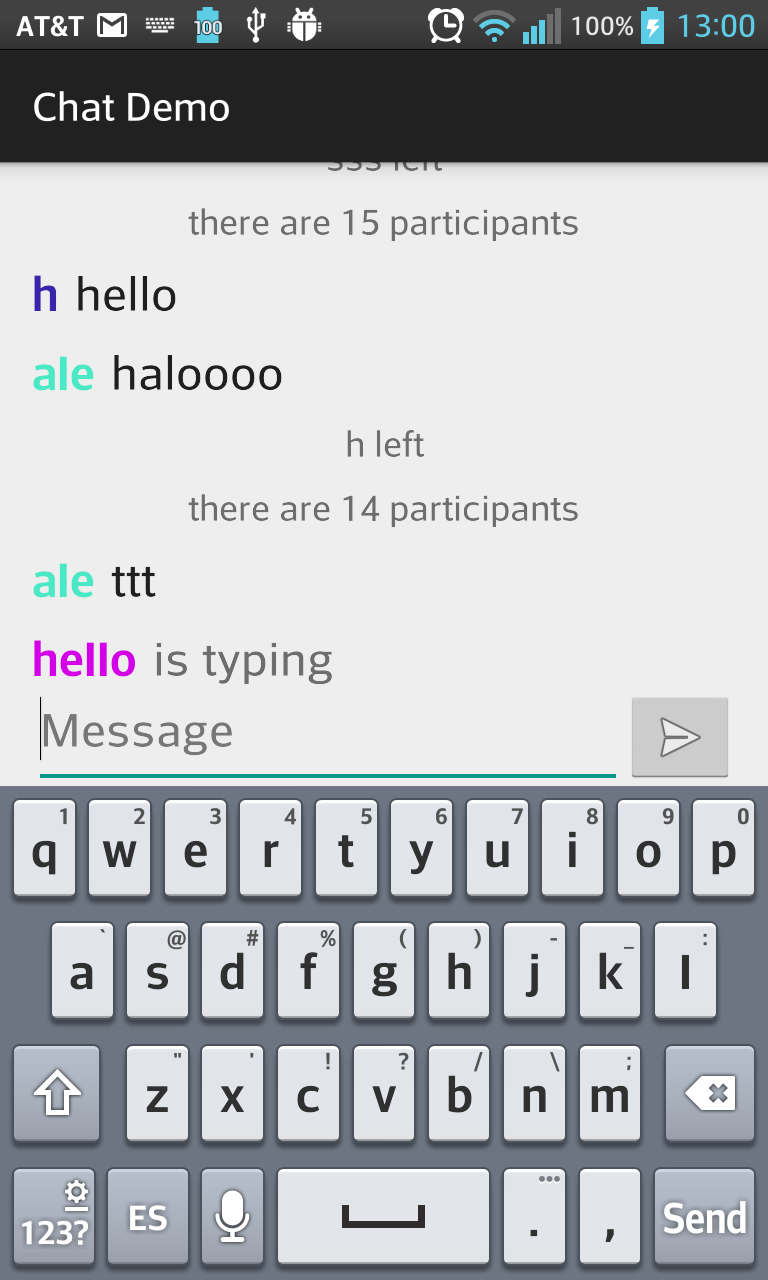 AT&T 100 100% 13:00
Chat Demo
sss left
there are 15 participants
h hello
ale haloooo
h left
there are 14 participants
ale ttt
hello is typing
Message
1 2 3 4 5 6 7 8 9 0
q w e r t y u i o p
` @ # % ( ) - _ :
a s d f g h j k l
" ' ! ? / \ ;
z x c v b n m
123? ES . , Send